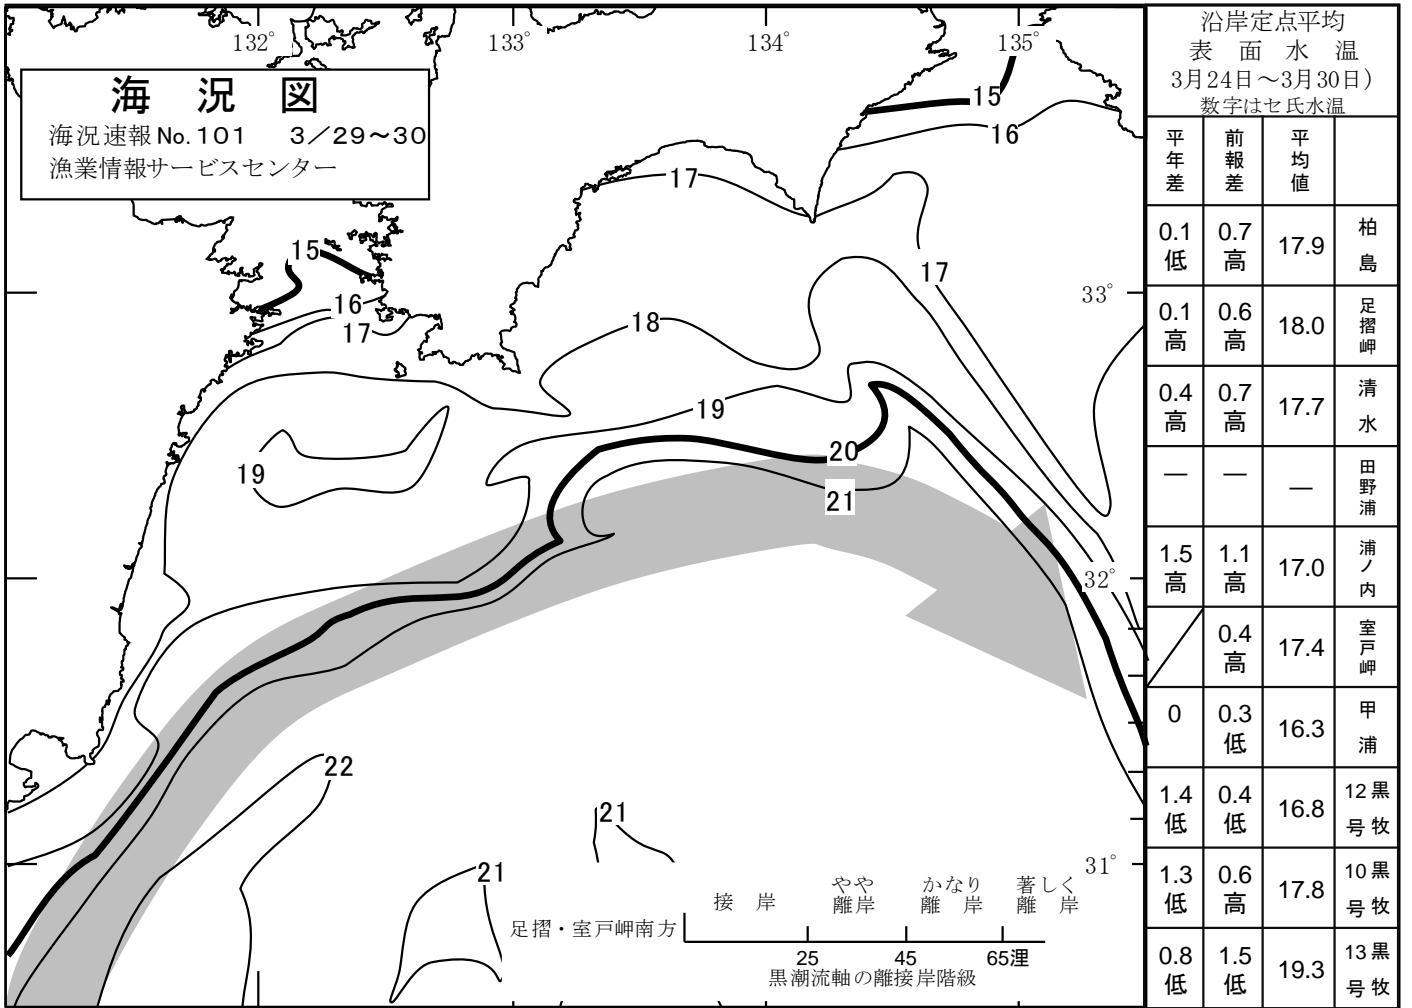 海況図
海況速報No.101 3/29~30
漁業情報サービスセンター
132°
133°
134°
135°
33°
32°
31°
15
16
17
17
15
16
17
18
17
19
19
20
21
22
21
21
接岸
やや離岸
かなり離岸
著しく離岸
足摺・室戸岬南方
25 45 65浬
黒潮流軸の離接岸階級
沿岸定点平均
表面水温
3月24日~3月30日)
数字はセ氏水温
平年差 前報差 平均値
0.1低 0.7高 17.9 柏島
0.1高 0.6高 18.0 足摺岬
0.4高 0.7高 17.7 清水
— — — 田野浦
1.5高 1.1高 17.0 浦ノ内
0.4高 17.4 室戸岬
0 0.3低 16.3 甲浦
1.4低 0.4低 16.8 黒牧12号
1.3低 0.6高 17.8 黒牧10号
0.8低 1.5低 19.3 黒牧13号